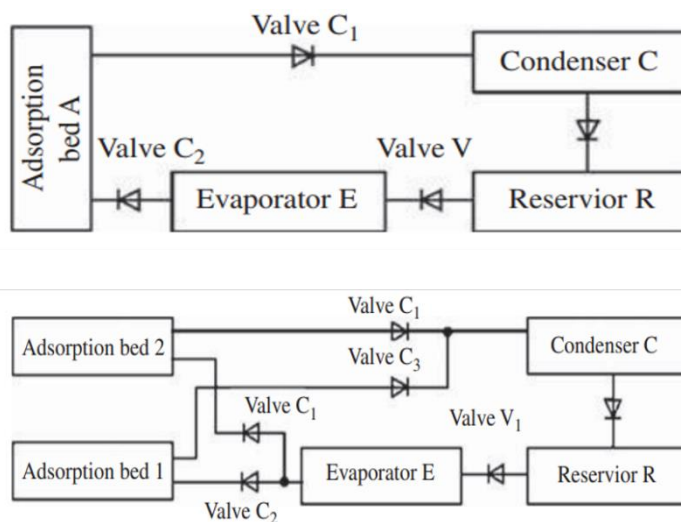 Valve C1
Condenser C
Adsorption
bed A
Valve C2
Valve V
Evaporator E
Reservior R
Valve C1
Adsorption bed 2
Condenser C
Valve C3
Valve C1
Valve V1
Adsorption bed 1
Evaporator E
Reservior R
Valve C2